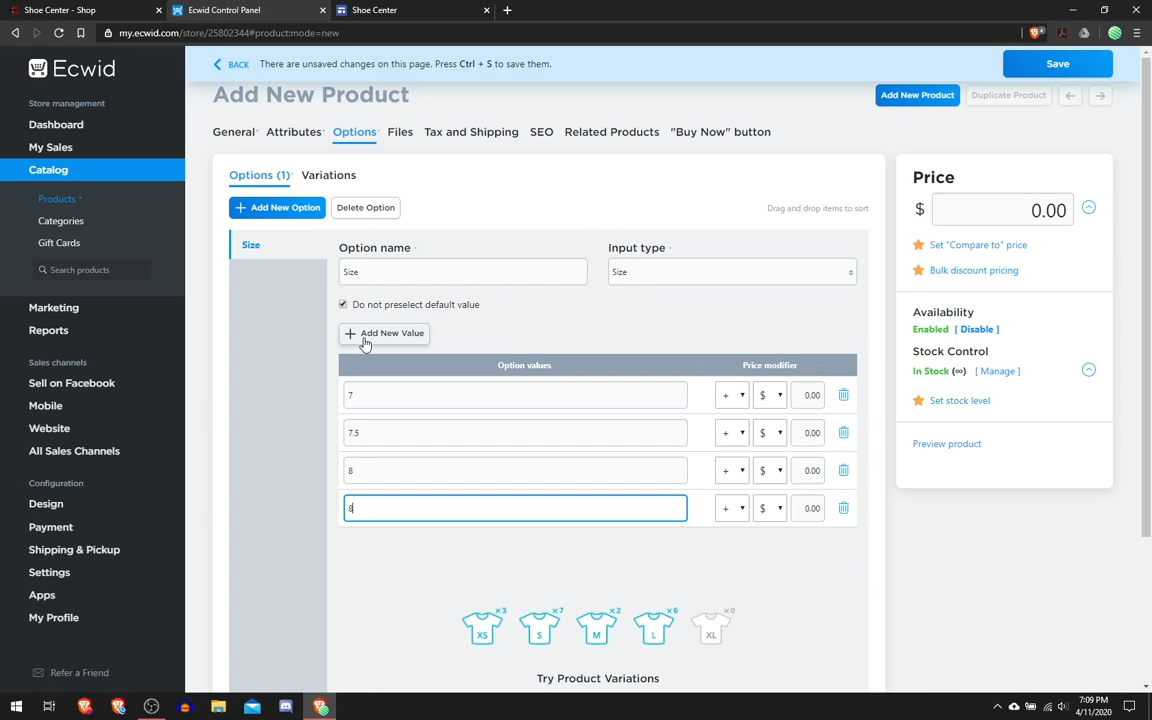 Shoe Center - Shop
Ecwid Control Panel
Shoe Center
my.ecwid.com/store/25802344#product:mode=new
4
Ecwid
BACK There are unsaved changes on this page. Press Ctrl + S to save them.
Save
Store management
Dashboard
My Sales
Catalog
Products *
Categories
Gift Cards
Search products
Marketing
Reports
Sales channels
Sell on Facebook
Mobile
Website
All Sales Channels
Configuration
Design
Payment
Shipping & Pickup
Settings
Apps
My Profile
Refer a Friend
Add New Product
Add New Product
Duplicate Product
General Attributes Options Files Tax and Shipping SEO Related Products "Buy Now" button
Options (1) Variations
Add New Option Delete Option
Drag and drop items to sort
Size
Option name
Input type
Size
Size
Do not preselect default value
Add New Value
Option values Price modifier
7 + $ 0.00
7.5 + $ 0.00
8 + $ 0.00
8 + $ 0.00
×3 ×7 ×2 ×6 ×0
XS S M L XL
Try Product Variations
Price
$ 0.00
Set "Compare to" price
Bulk discount pricing
Availability
Enabled [ Disable ]
Stock Control
In Stock (∞) [ Manage ]
Set stock level
Preview product
7:09 PM
4/11/2020